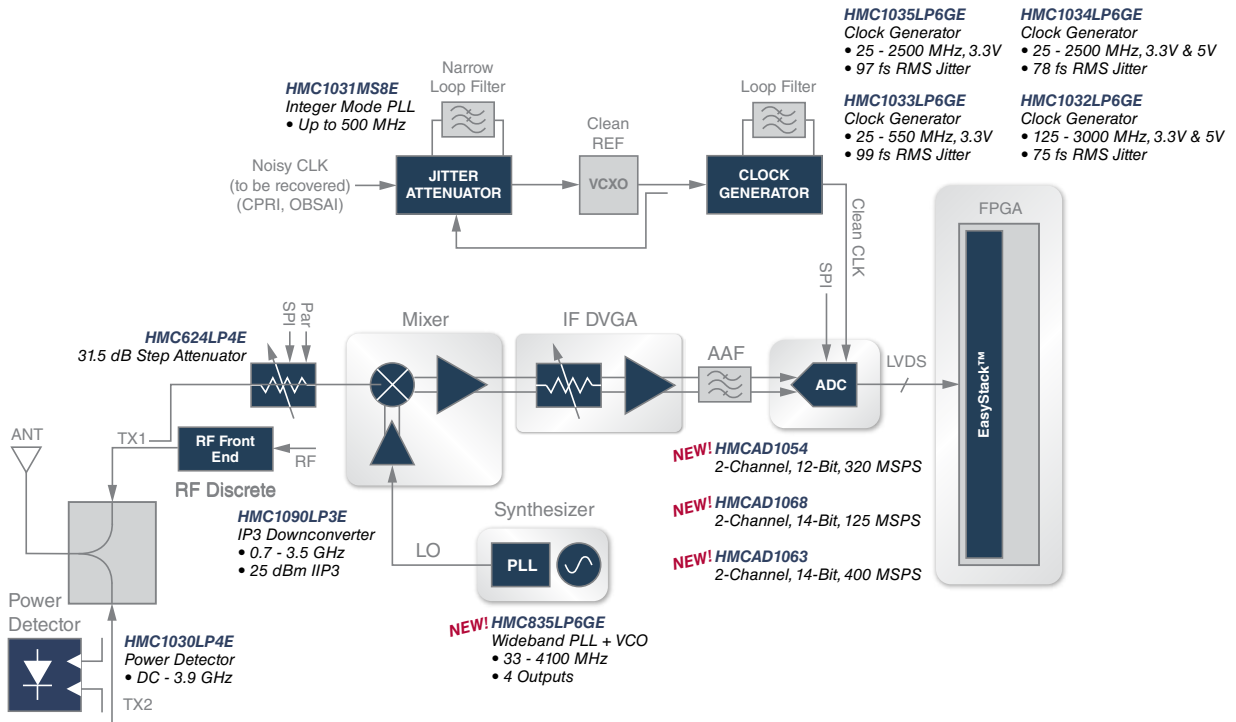 HMC1035LP6GE
Clock Generator
• 25 - 2500 MHz, 3.3V
• 97 fs RMS Jitter
HMC1034LP6GE
Clock Generator
• 25 - 2500 MHz, 3.3V & 5V
• 78 fs RMS Jitter
HMC1033LP6GE
Clock Generator
• 25 - 550 MHz, 3.3V
• 99 fs RMS Jitter
HMC1032LP6GE
Clock Generator
• 125 - 3000 MHz, 3.3V & 5V
• 75 fs RMS Jitter
HMC1031MS8E
Integer Mode PLL
• Up to 500 MHz
Narrow
Loop Filter
Clean
REF
Loop Filter
Noisy CLK
(to be recovered)
(CPRI, OBSAI)
JITTER
ATTENUATOR
VCXO
CLOCK
GENERATOR
Clean CLK
SPI
FPGA
EasyStack™
HMC624LP4E
31.5 dB Step Attenuator
SPI
Par
Mixer
IF DVGA
AAF
ADC
LVDS
ANT
TX1
RF Front
End
RF
RF Discrete
HMC1090LP3E
IP3 Downconverter
• 0.7 - 3.5 GHz
• 25 dBm IIP3
LO
Synthesizer
PLL
NEW! HMC835LP6GE
Wideband PLL + VCO
• 33 - 4100 MHz
• 4 Outputs
NEW! HMCAD1054
2-Channel, 12-Bit, 320 MSPS
NEW! HMCAD1068
2-Channel, 14-Bit, 125 MSPS
NEW! HMCAD1063
2-Channel, 14-Bit, 400 MSPS
Power
Detector
HMC1030LP4E
Power Detector
• DC - 3.9 GHz
TX2